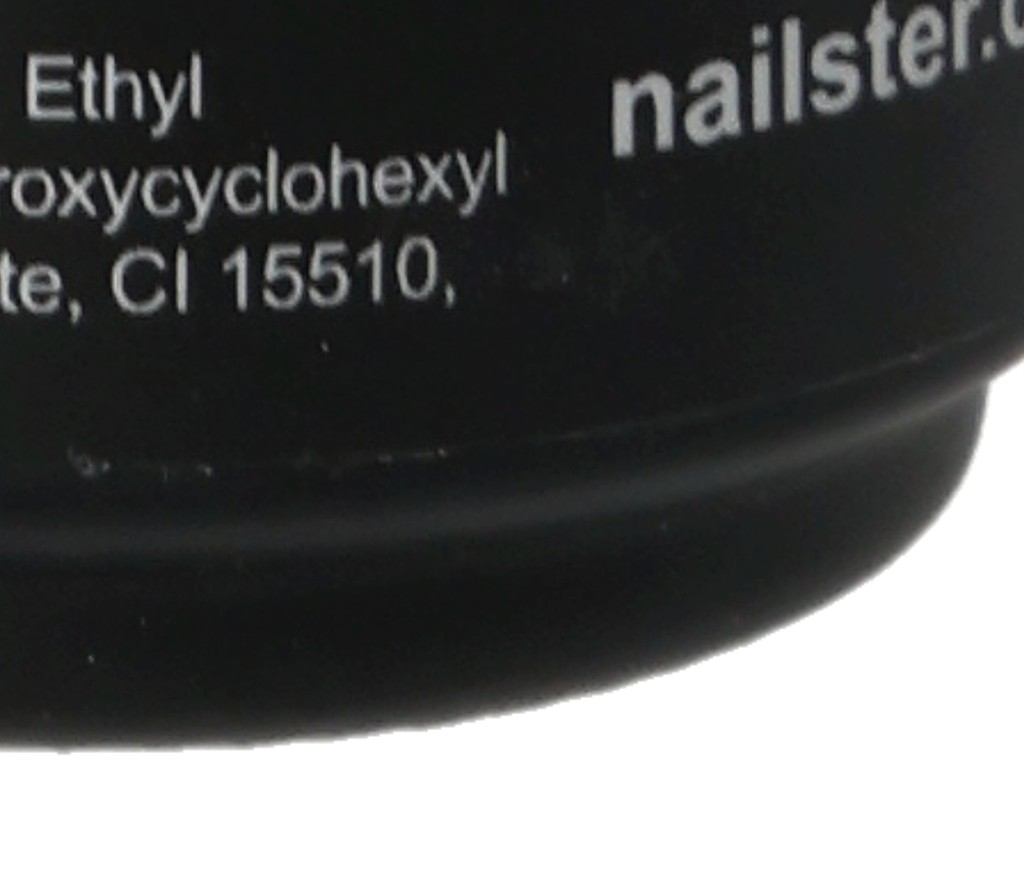 Ethyl
roxycyclohexyl
te, CI 15510,
nailster.